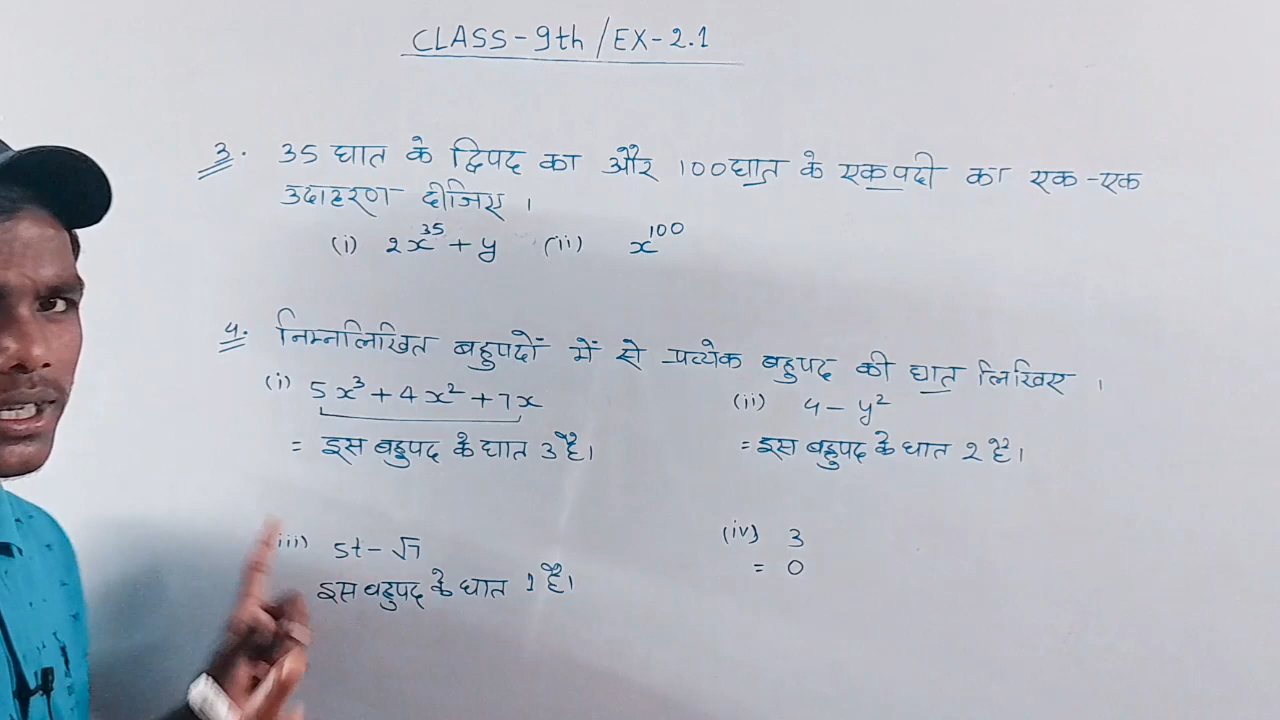 CLASS-9th/EX-2.1
3. 35 घात के द्विपद का और 100 घात के एकपदी का एक-एक
उदाहरण दीजिए ।
(i) 2x³⁵ + y (ii) x¹⁰⁰
4. निम्नलिखित बहुपदों में से प्रत्येक बहुपद की घात लिखिए ।
(i) 5x³ + 4x² + 7x (ii) 4 - y²
= इस बहुपद के घात 3 है। = इस बहुपद के घात 2 है।
(iii) 5t - √7 (iv) 3
इस बहुपद के घात 1 है। = 0